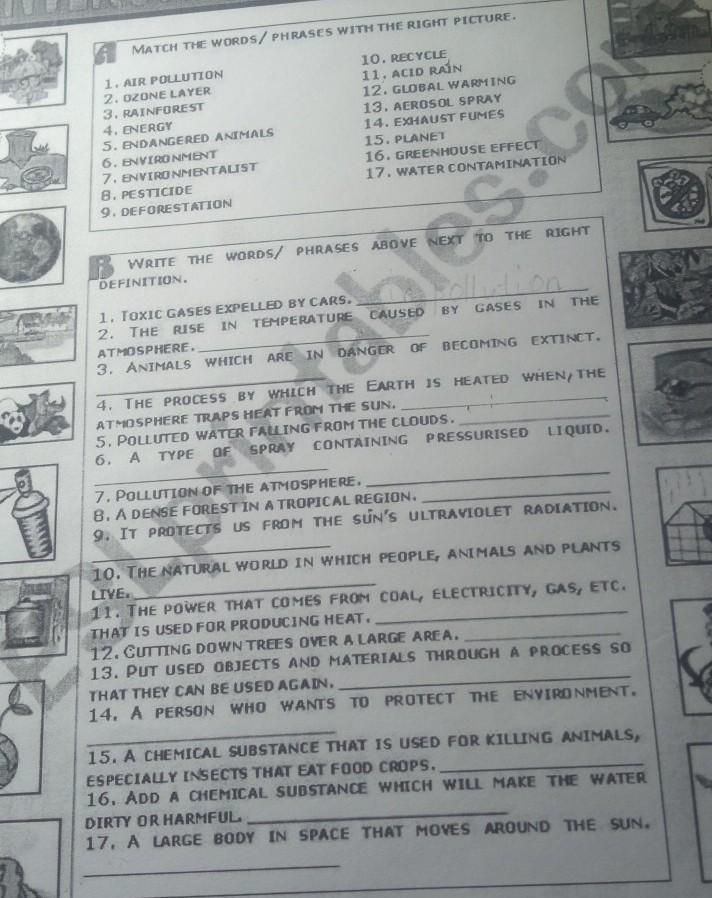 A MATCH THE WORDS/ PHRASES WITH THE RIGHT PICTURE.
1. AIR POLLUTION
2. OZONE LAYER
3. RAINFOREST
4. ENERGY
5. ENDANGERED ANIMALS
6. ENVIRONMENT
7. ENVIRONMENTALIST
8. PESTICIDE
9. DEFORESTATION
10. RECYCLE
11. ACID RAIN
12. GLOBAL WARMING
13. AEROSOL SPRAY
14. EXHAUST FUMES
15. PLANET
16. GREENHOUSE EFFECT
17. WATER CONTAMINATION
B WRITE THE WORDS/ PHRASES ABOVE NEXT TO THE RIGHT
DEFINITION.
1. TOXIC GASES EXPELLED BY CARS. pollution
2. THE RISE IN TEMPERATURE CAUSED BY GASES IN THE
ATMOSPHERE.
3. ANIMALS WHICH ARE IN DANGER OF BECOMING EXTINCT.
4. THE PROCESS BY WHICH THE EARTH IS HEATED WHEN, THE
ATMOSPHERE TRAPS HEAT FROM THE SUN.
5. POLLUTED WATER FALLING FROM THE CLOUDS.
6. A TYPE OF SPRAY CONTAINING PRESSURISED LIQUID.
7. POLLUTION OF THE ATMOSPHERE.
8. A DENSE FOREST IN A TROPICAL REGION.
9. IT PROTECTS US FROM THE SUN'S ULTRAVIOLET RADIATION.
10. THE NATURAL WORLD IN WHICH PEOPLE, ANIMALS AND PLANTS
LIVE.
11. THE POWER THAT COMES FROM COAL, ELECTRICITY, GAS, ETC.
THAT IS USED FOR PRODUCING HEAT.
12. CUTTING DOWN TREES OVER A LARGE AREA.
13. PUT USED OBJECTS AND MATERIALS THROUGH A PROCESS SO
THAT THEY CAN BE USED AGAIN.
14. A PERSON WHO WANTS TO PROTECT THE ENVIRONMENT.
15. A CHEMICAL SUBSTANCE THAT IS USED FOR KILLING ANIMALS,
ESPECIALLY INSECTS THAT EAT FOOD CROPS.
16. ADD A CHEMICAL SUBSTANCE WHICH WILL MAKE THE WATER
DIRTY OR HARMFUL.
17. A LARGE BODY IN SPACE THAT MOVES AROUND THE SUN.
ESLprintables.com